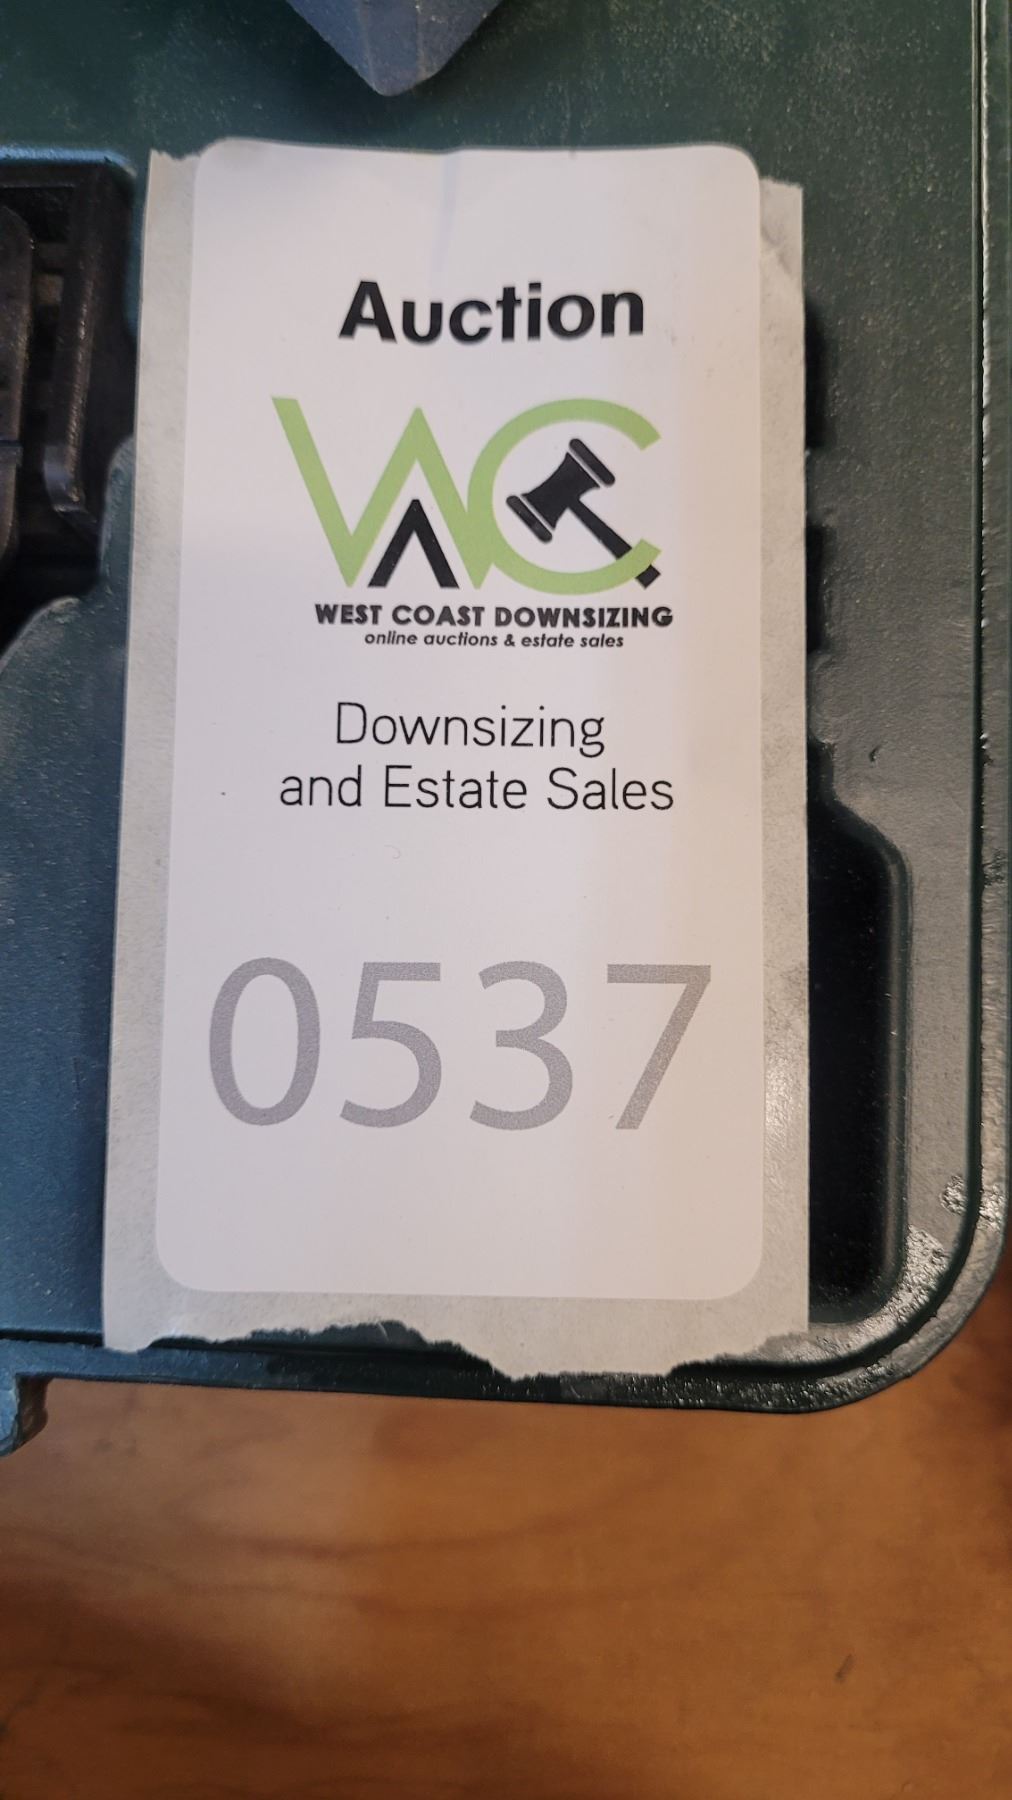 Auction
WC
WEST COAST DOWNSIZING
online auctions & estate sales
Downsizing
and Estate Sales
0537